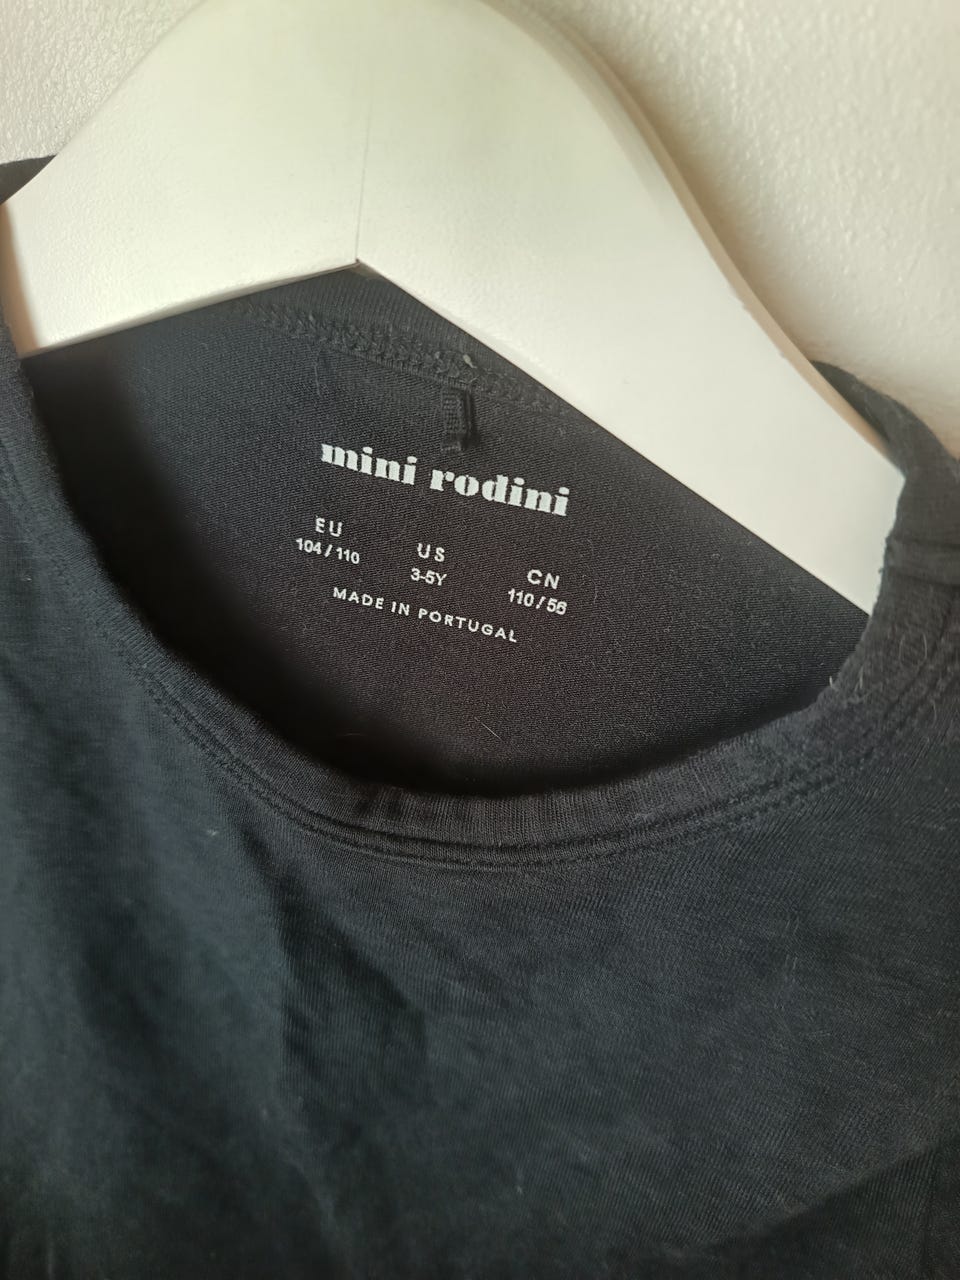 mini rodini
EU US CN
104 / 110 3-5Y 110 / 56
MADE IN PORTUGAL